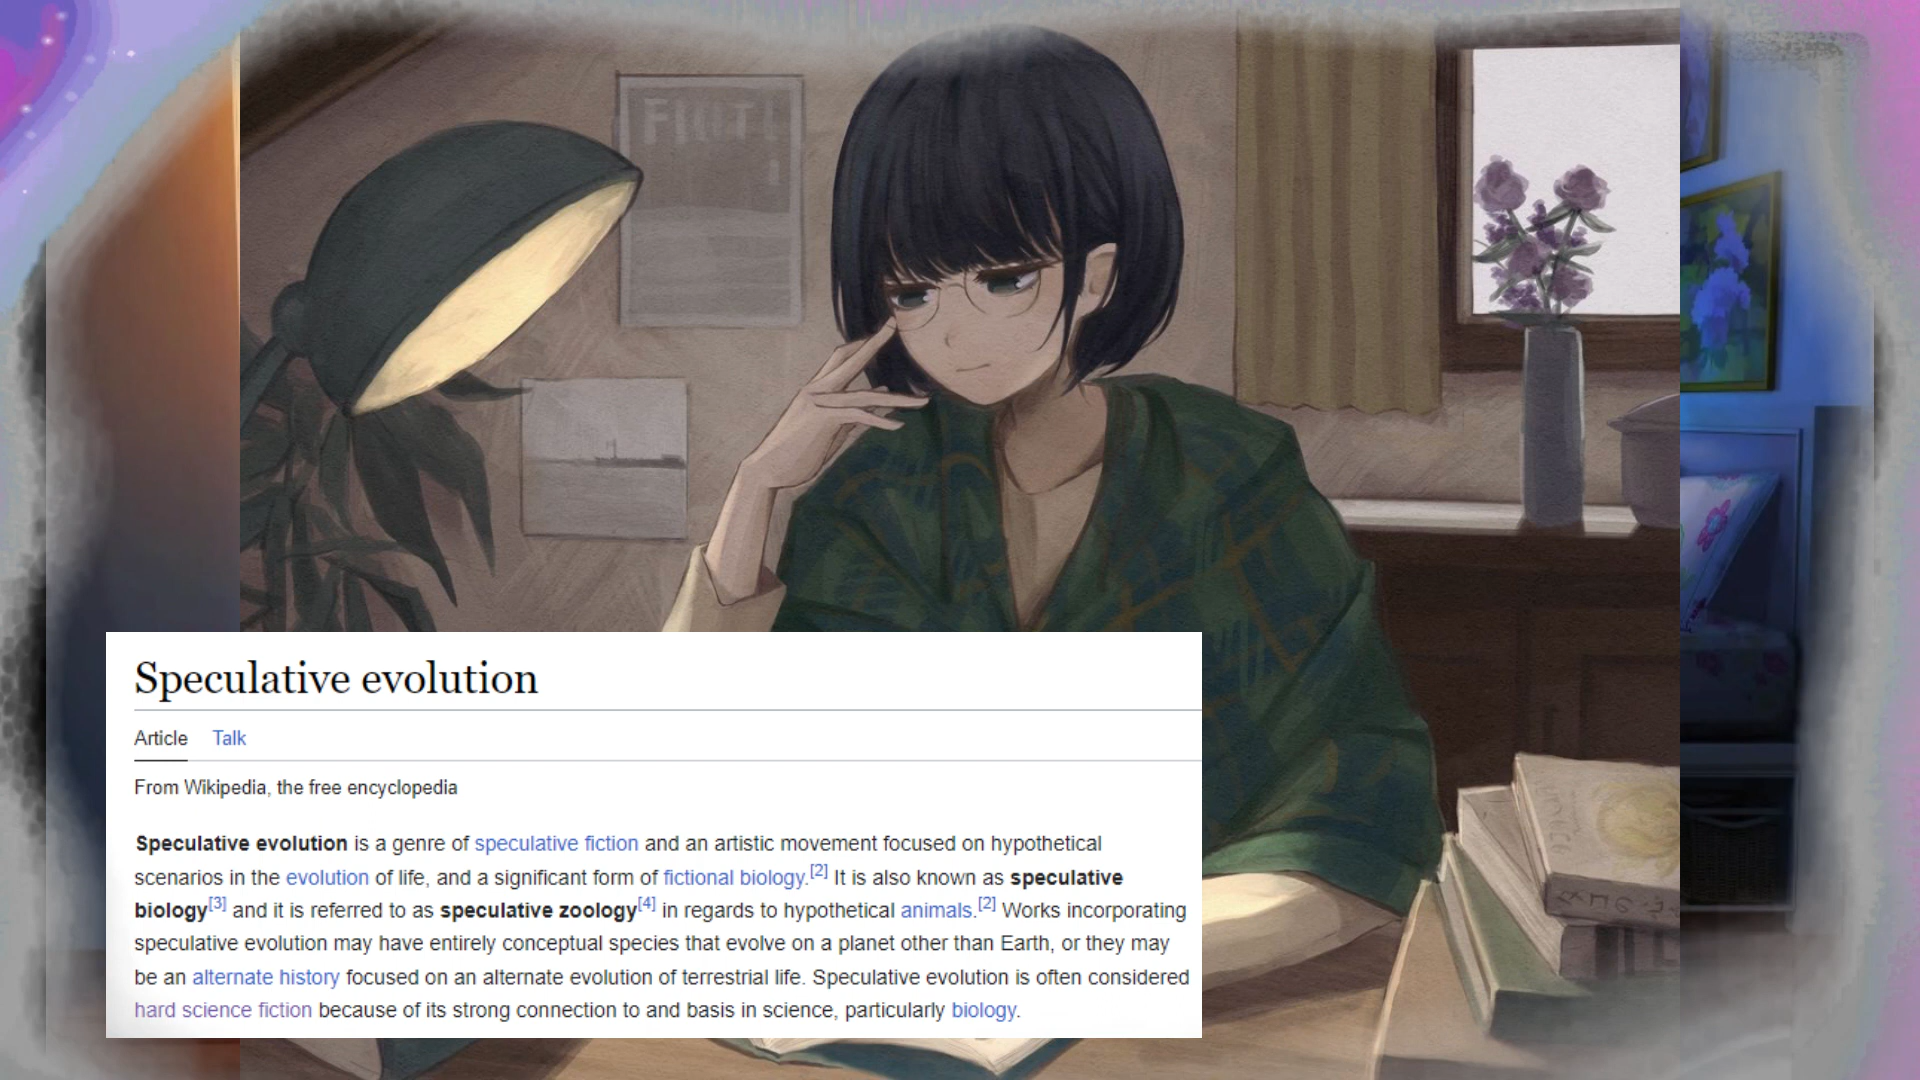 Speculative evolution
Article Talk
From Wikipedia, the free encyclopedia
Speculative evolution is a genre of speculative fiction and an artistic movement focused on hypothetical
scenarios in the evolution of life, and a significant form of fictional biology.[2] It is also known as speculative
biology[3] and it is referred to as speculative zoology[4] in regards to hypothetical animals.[2] Works incorporating
speculative evolution may have entirely conceptual species that evolve on a planet other than Earth, or they may
be an alternate history focused on an alternate evolution of terrestrial life. Speculative evolution is often considered
hard science fiction because of its strong connection to and basis in science, particularly biology.